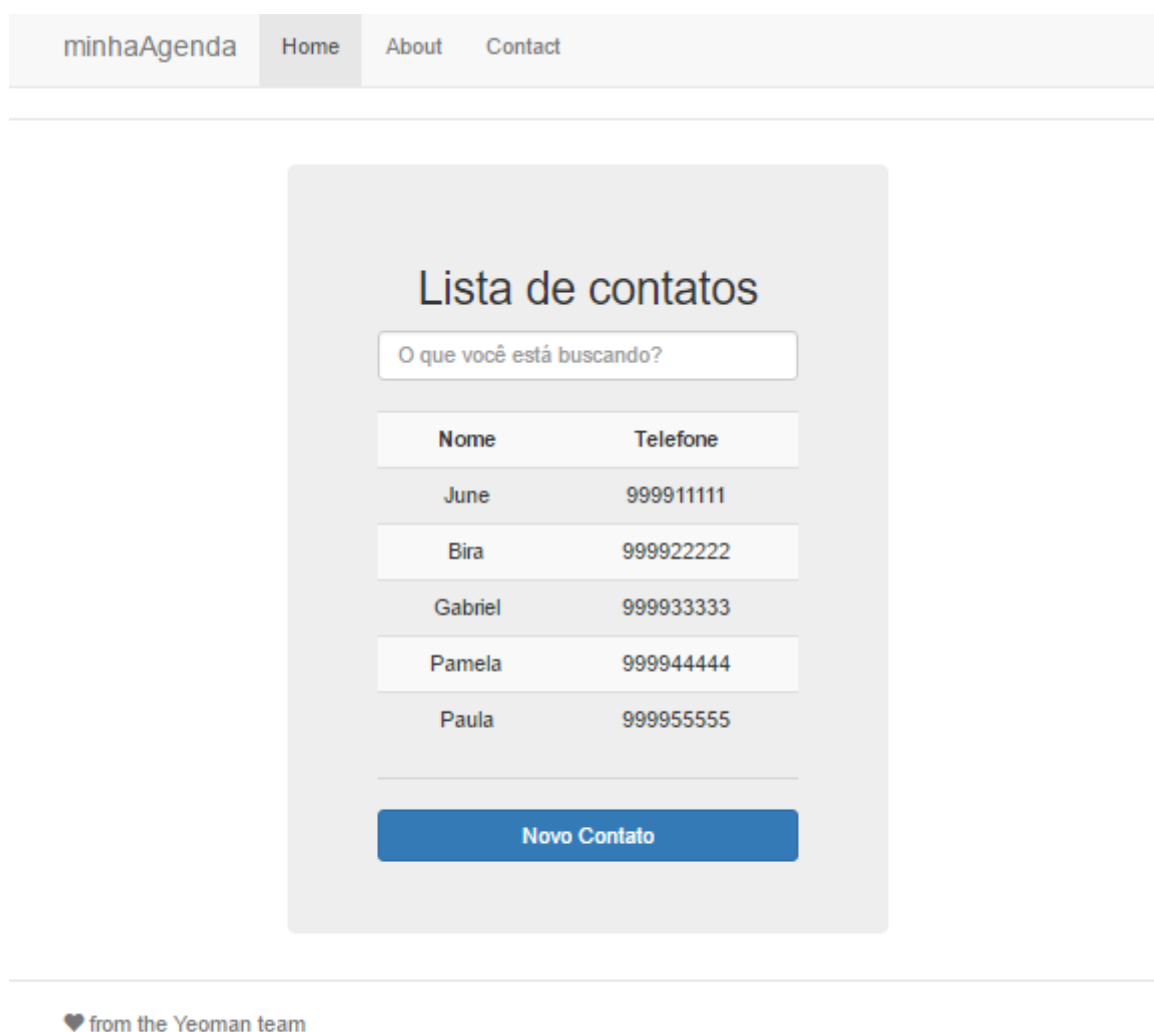 minhaAgenda Home About Contact
Lista de contatos
O que você está buscando?
Nome Telefone
June 999911111
Bira 999922222
Gabriel 999933333
Pamela 999944444
Paula 999955555
Novo Contato
♥ from the Yeoman team